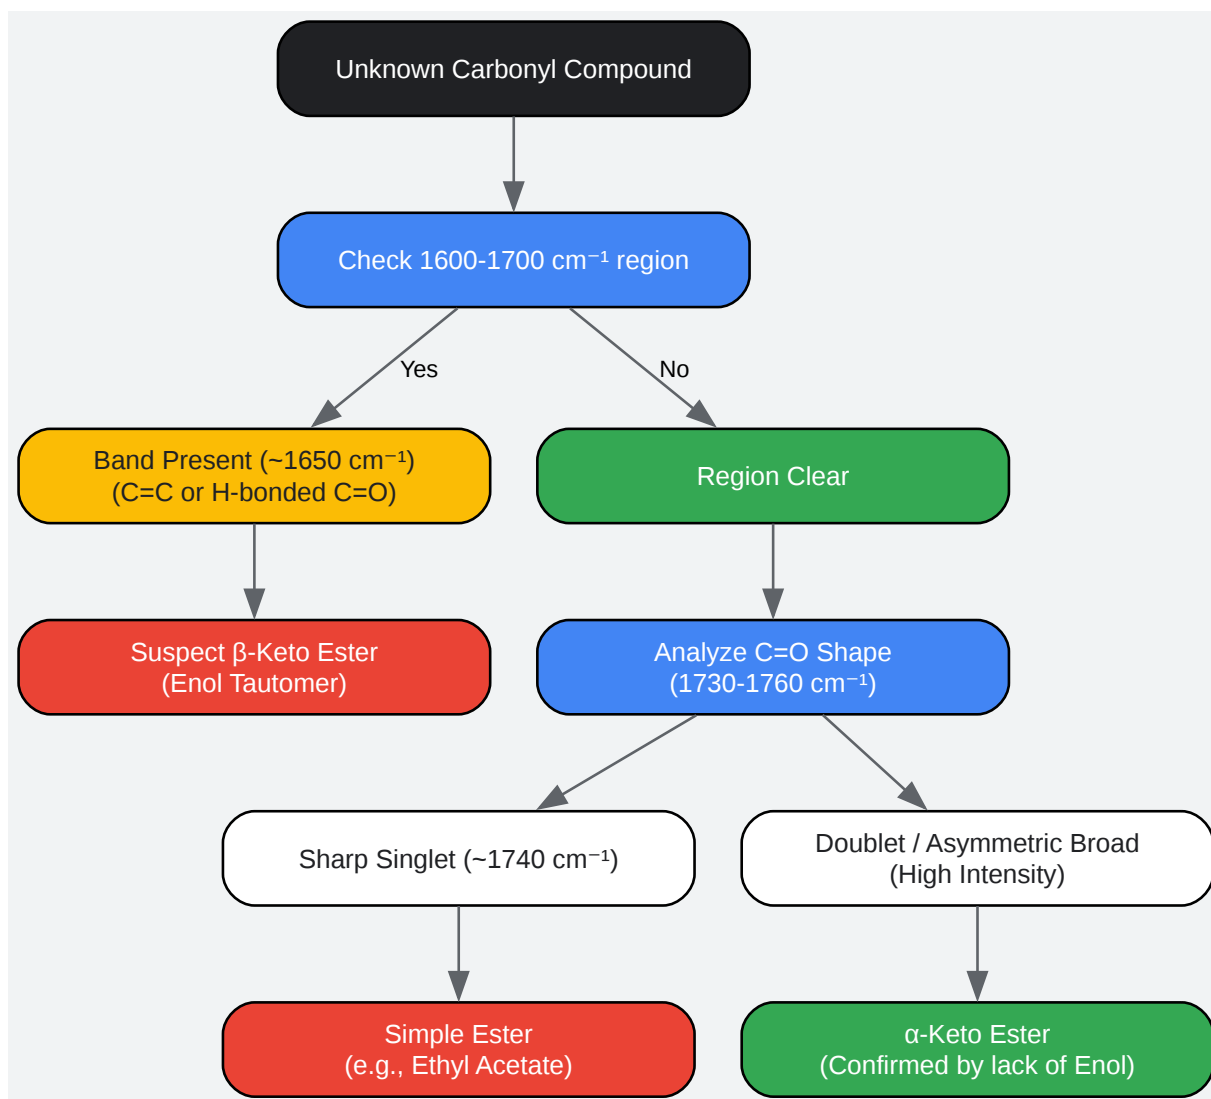 Unknown Carbonyl Compound
Check 1600-1700 cm⁻¹ region
Yes
No
Band Present (~1650 cm⁻¹)
(C=C or H-bonded C=O)
Region Clear
Suspect β-Keto Ester
(Enol Tautomer)
Analyze C=O Shape
(1730-1760 cm⁻¹)
Sharp Singlet (~1740 cm⁻¹)
Doublet / Asymmetric Broad
(High Intensity)
Simple Ester
(e.g., Ethyl Acetate)
α-Keto Ester
(Confirmed by lack of Enol)